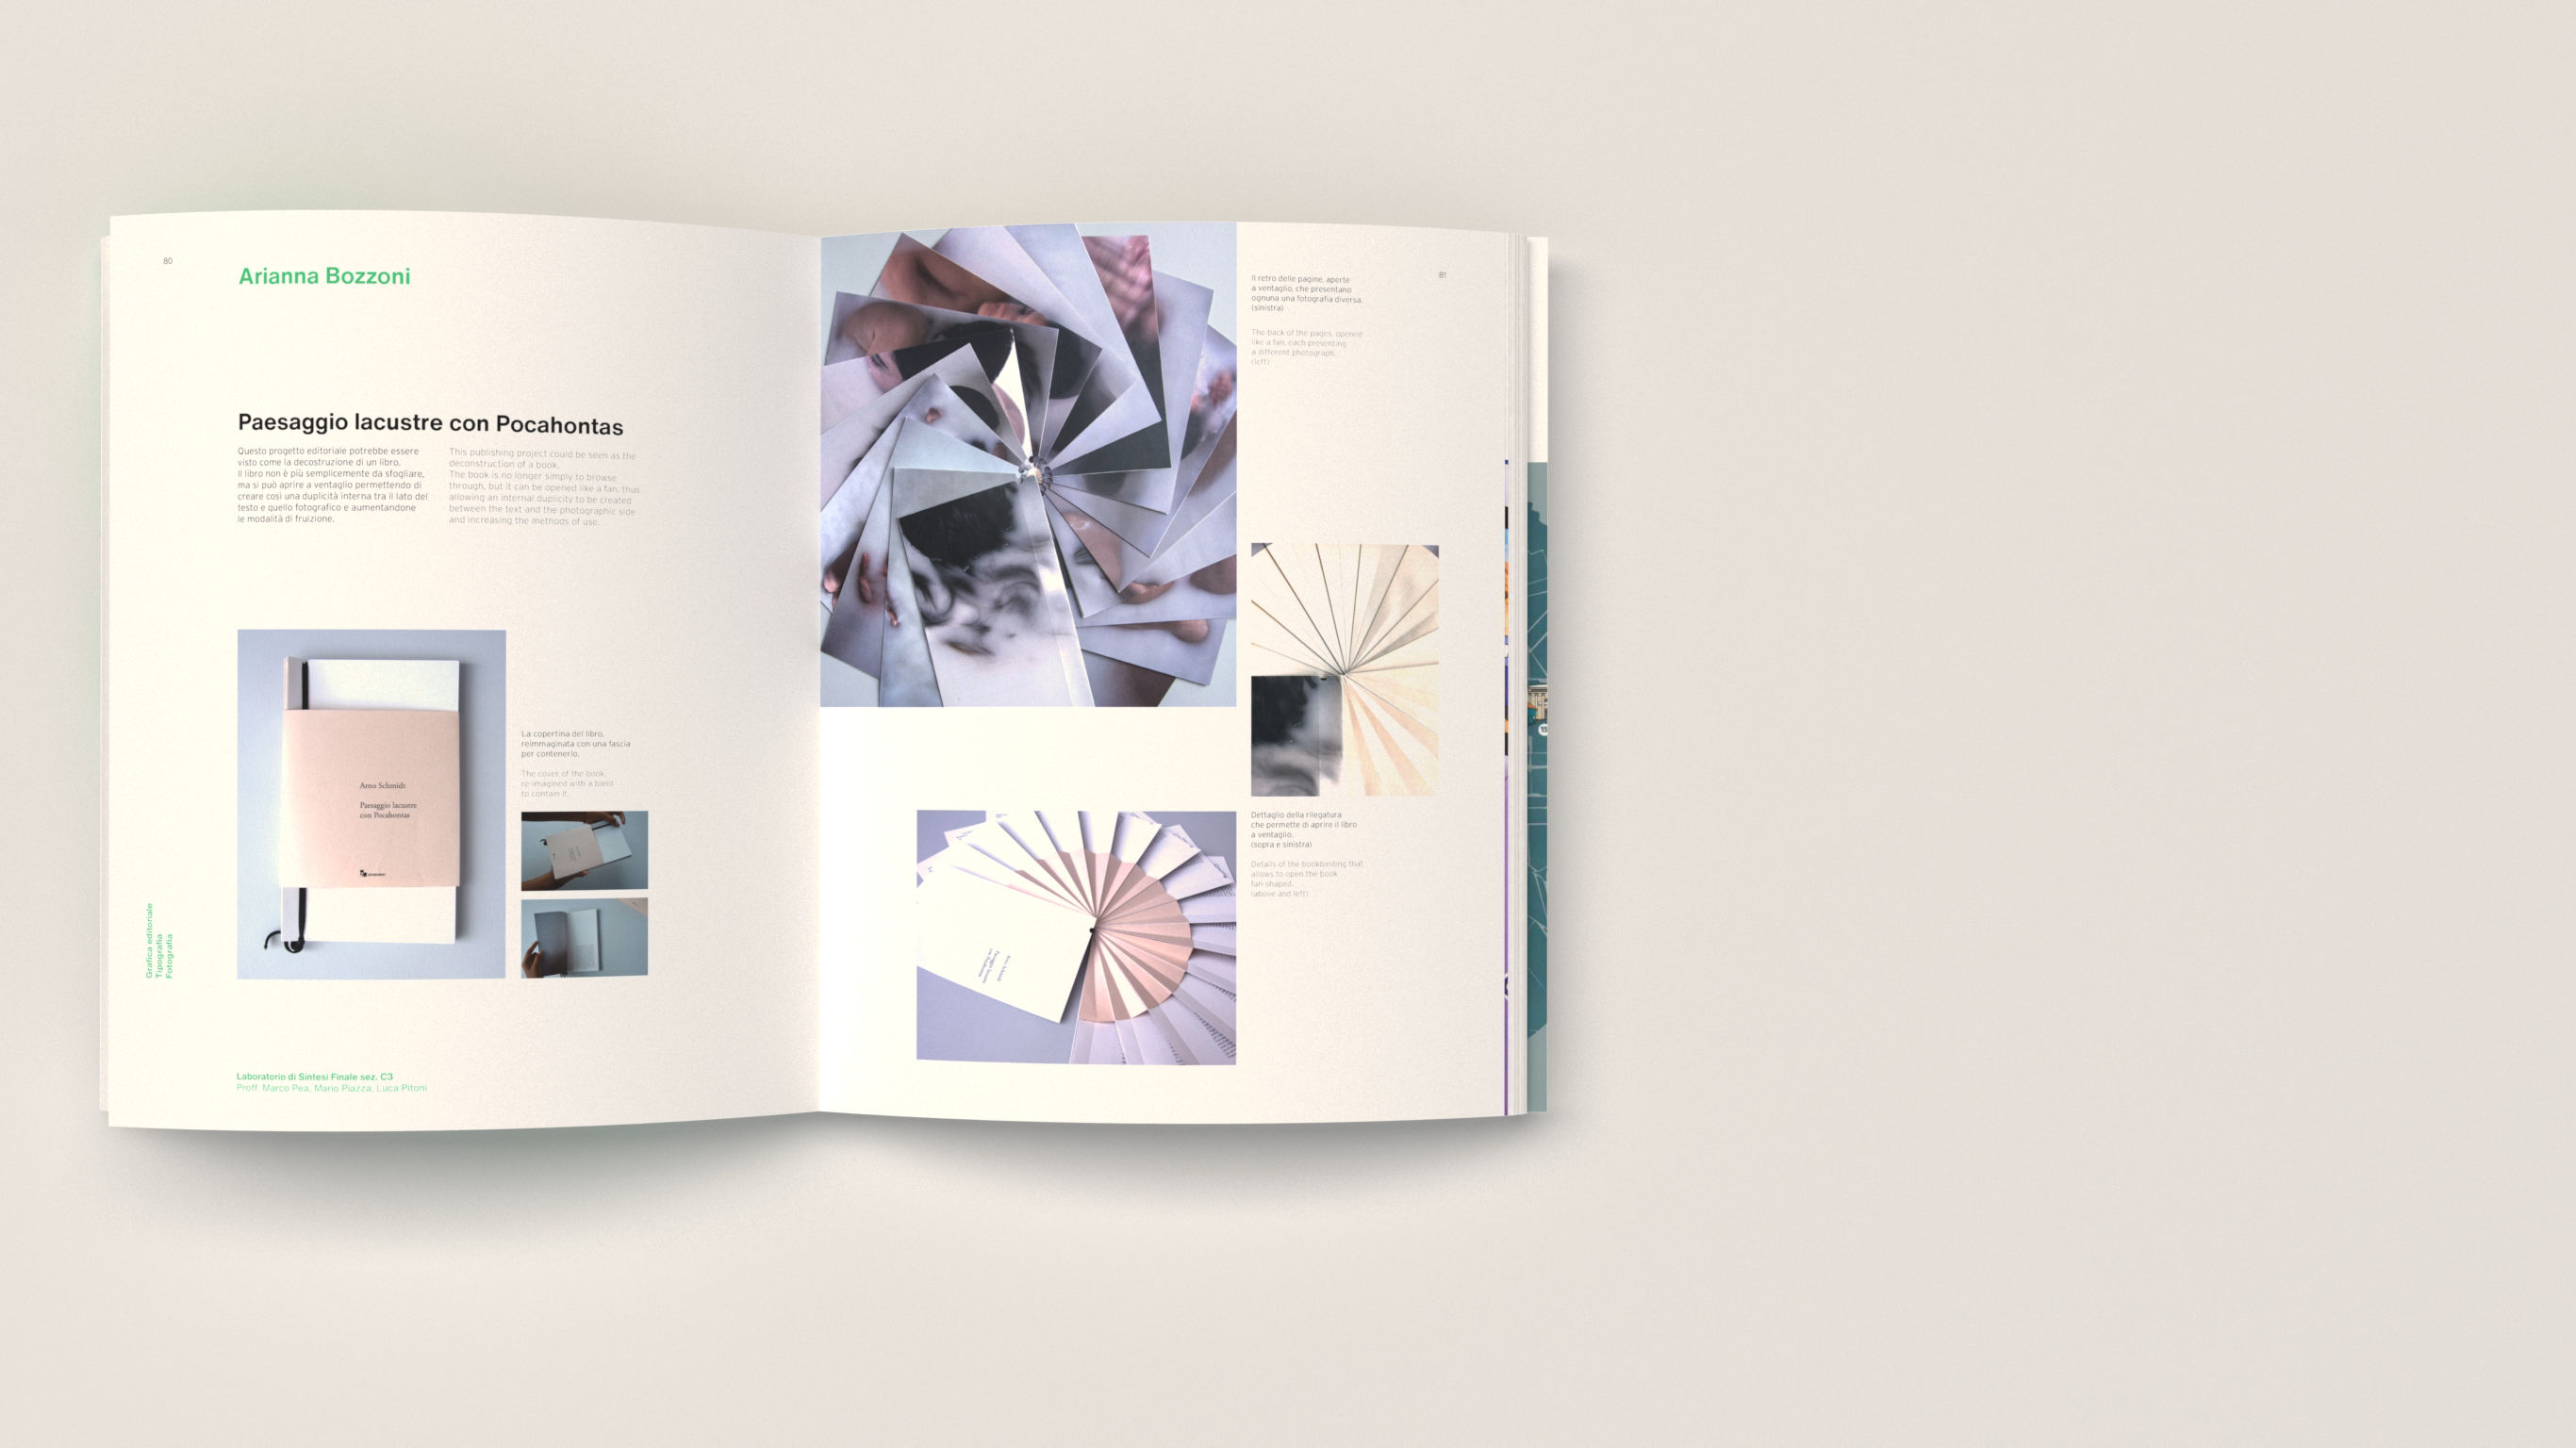 80
Arianna Bozzoni
Paesaggio lacustre con Pocahontas
Questo progetto editoriale potrebbe essere
visto come la decostruzione di un libro.
Il libro non è più semplicemente da sfogliare,
ma si può aprire a ventaglio permettendo di
creare così una duplicità interna tra il lato del
testo e quello fotografico e aumentandone
le modalità di fruizione.
This publishing project could be seen as the
deconstruction of a book.
The book is no longer simply to browse
through, but it can be opened like a fan, thus
allowing an internal duplicity to be created
between the text and the photographic side
and increasing the methods of use.
Arno Schmidt
Paesaggio lacustre
con Pocahontas
La copertina del libro,
reimmaginata con una fascia
per contenerlo.
The cover of the book,
re-imagined with a band
to contain it.
Grafica editoriale
Tipografia
Fotografia
Laboratorio di Sintesi Finale sez. C3
Proff. Marco Pea, Mario Piazza, Luca Pitoni
81
Il retro delle pagine, aperte
a ventaglio, che presentano
ognuna una fotografia diversa.
(sinistra)
The back of the pages, opened
like a fan, each presenting
a different photograph.
(left)
Dettaglio della rilegatura
che permette di aprire il libro
a ventaglio.
(sopra e sinistra)
Details of the bookbinding that
allows to open the book
fan shaped.
(above and left)
Arno Schmidt
Paesaggio lacustre
con Pocahontas